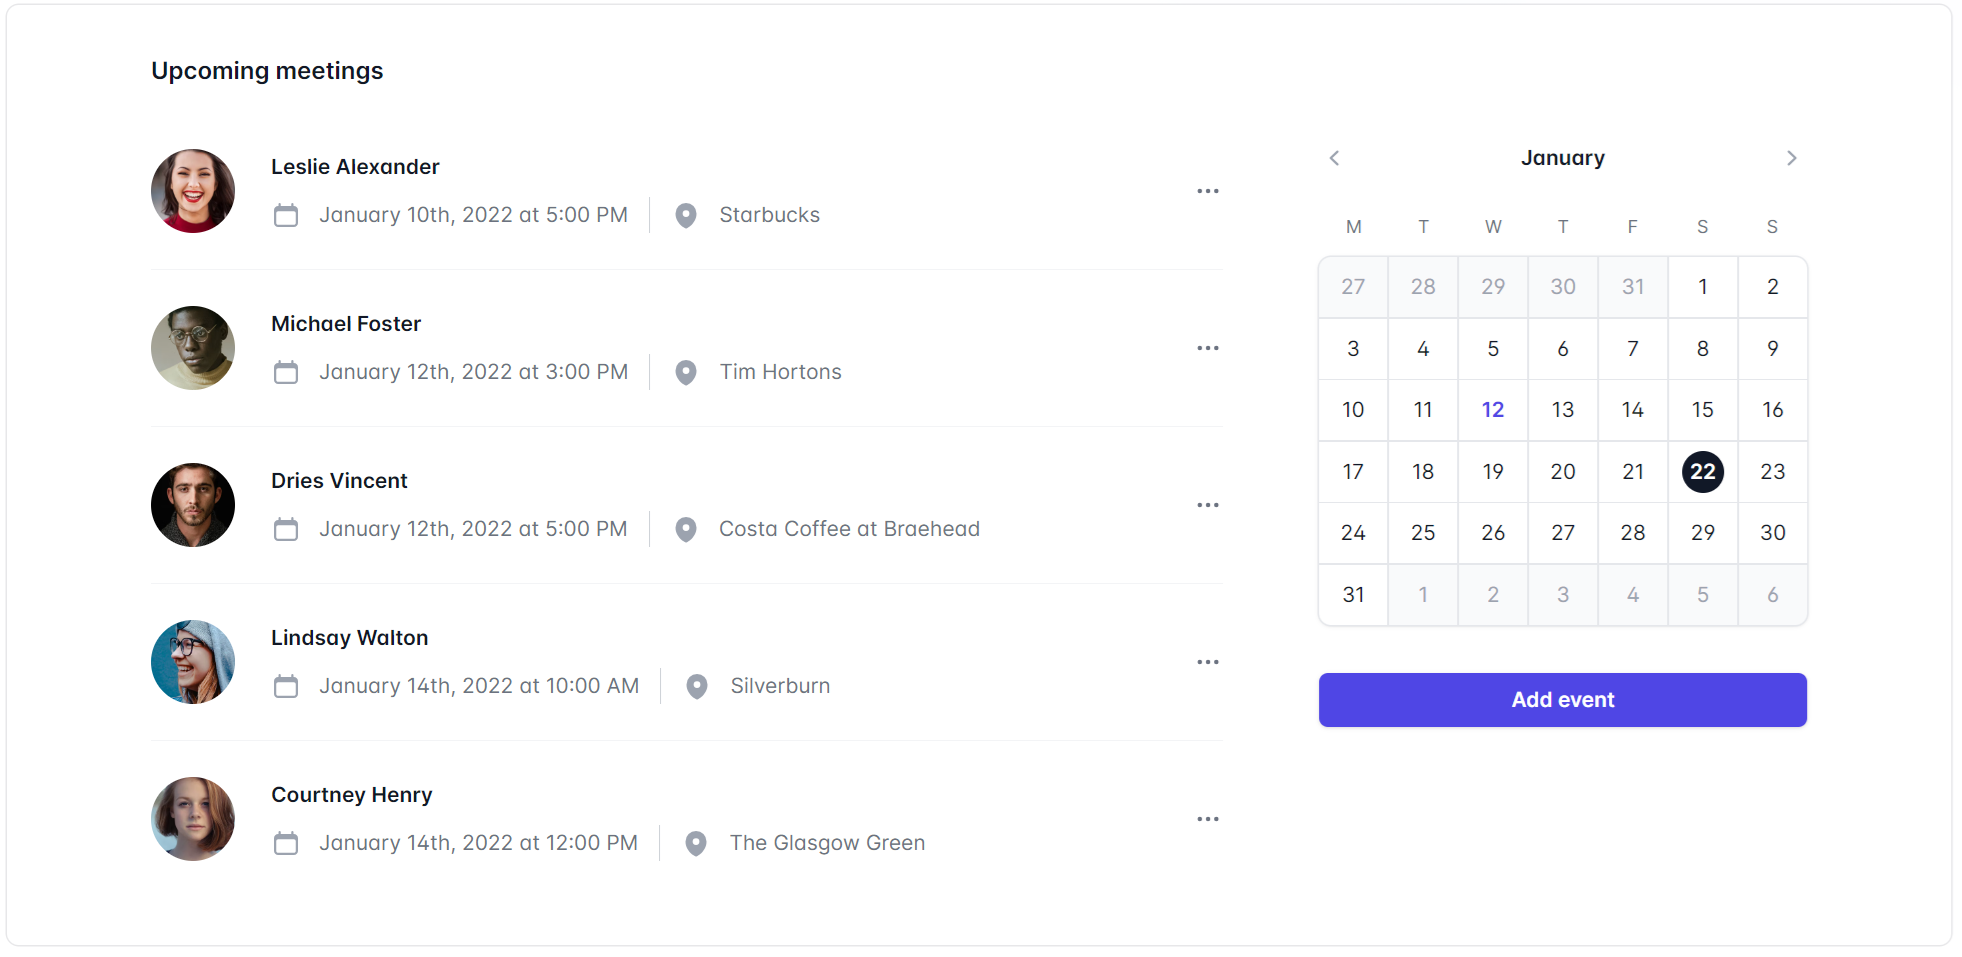 Upcoming meetings
Leslie Alexander
January 10th, 2022 at 5:00 PM Starbucks
Michael Foster
January 12th, 2022 at 3:00 PM Tim Hortons
Dries Vincent
January 12th, 2022 at 5:00 PM Costa Coffee at Braehead
Lindsay Walton
January 14th, 2022 at 10:00 AM Silverburn
Courtney Henry
January 14th, 2022 at 12:00 PM The Glasgow Green
January
M T W T F S S
27 28 29 30 31 1 2
3 4 5 6 7 8 9
10 11 12 13 14 15 16
17 18 19 20 21 22 23
24 25 26 27 28 29 30
31 1 2 3 4 5 6
Add event